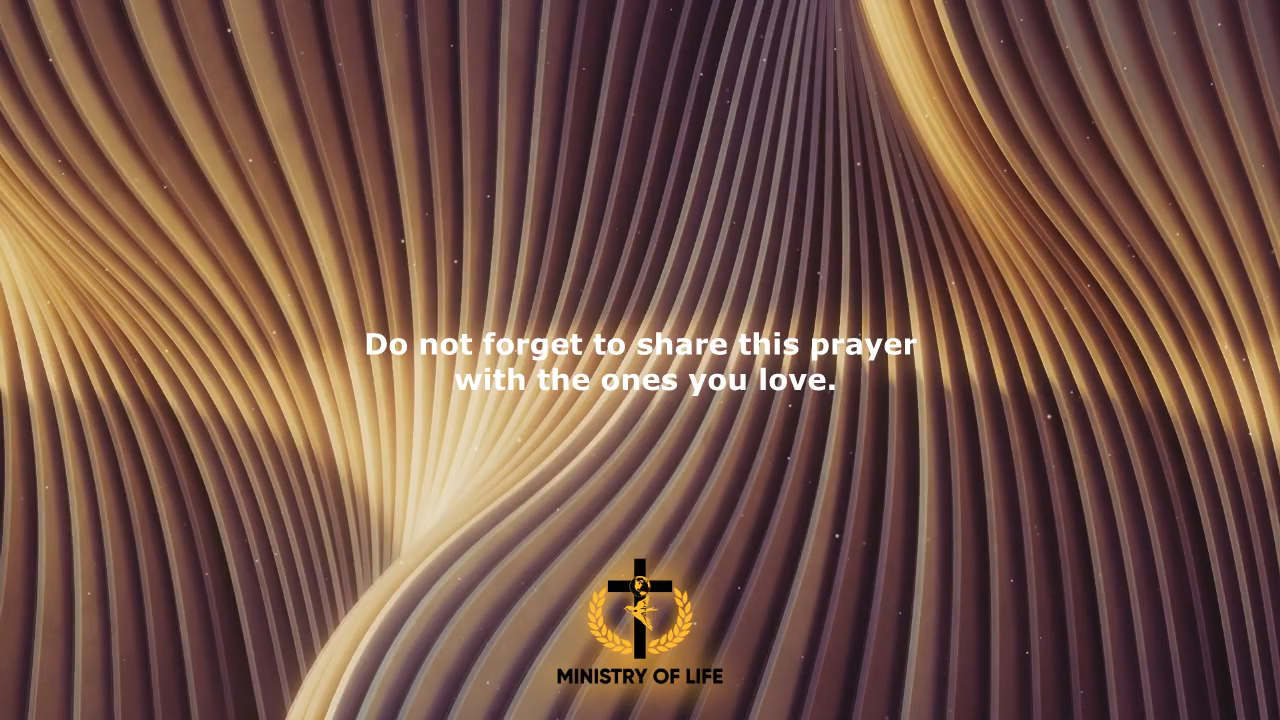 Do not forget to share this prayer
with the ones you love.
MINISTRY OF LIFE